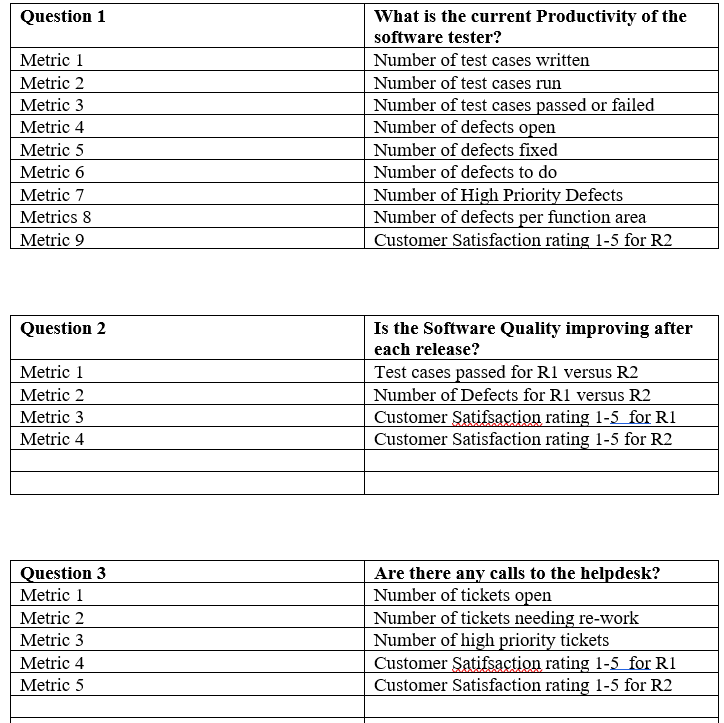 Question 1 What is the current Productivity of the
software tester?
Metric 1 Number of test cases written
Metric 2 Number of test cases run
Metric 3 Number of test cases passed or failed
Metric 4 Number of defects open
Metric 5 Number of defects fixed
Metric 6 Number of defects to do
Metric 7 Number of High Priority Defects
Metrics 8 Number of defects per function area
Metric 9 Customer Satisfaction rating 1-5 for R2
Question 2 Is the Software Quality improving after
each release?
Metric 1 Test cases passed for R1 versus R2
Metric 2 Number of Defects for R1 versus R2
Metric 3 Customer Satifsaction rating 1-5 for R1
Metric 4 Customer Satisfaction rating 1-5 for R2
Question 3 Are there any calls to the helpdesk?
Metric 1 Number of tickets open
Metric 2 Number of tickets needing re-work
Metric 3 Number of high priority tickets
Metric 4 Customer Satifsaction rating 1-5 for R1
Metric 5 Customer Satisfaction rating 1-5 for R2